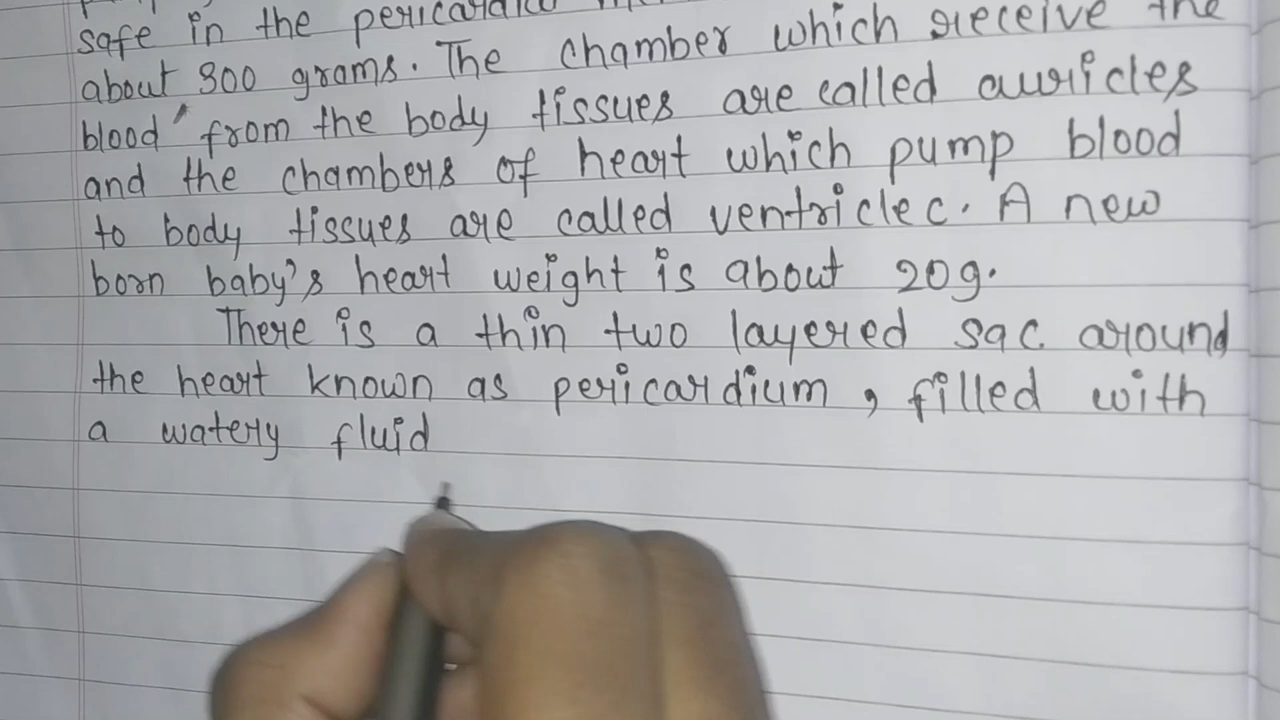 safe in the
about 300 grams. The chamber which receive the
blood from the body tissues are called auricles
and the chambers of heart which pump blood
to body tissues are called ventriclec. A new
born baby's heart weight is about 20g.
There is a thin two layered sac around
the heart known as pericardium, filled with
a watery fluid